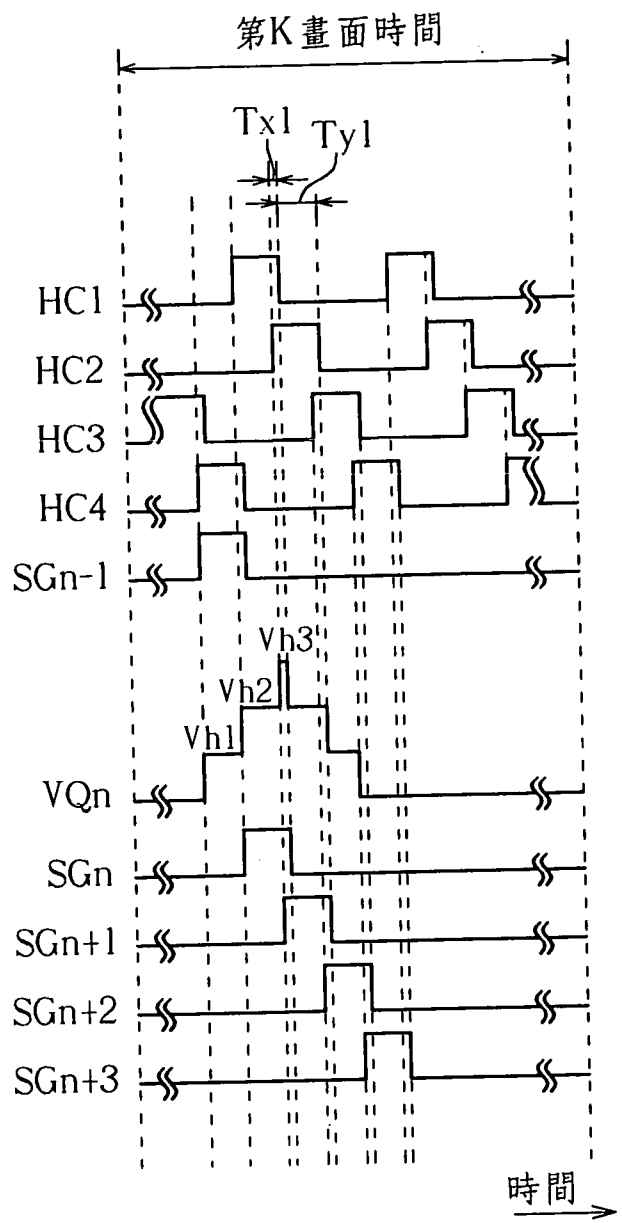 第K畫面時間
Tx1
Ty1
HC1
HC2
HC3
HC4
SGn-1
Vh3
Vh2
Vh1
VQn
SGn
SGn+1
SGn+2
SGn+3
時間